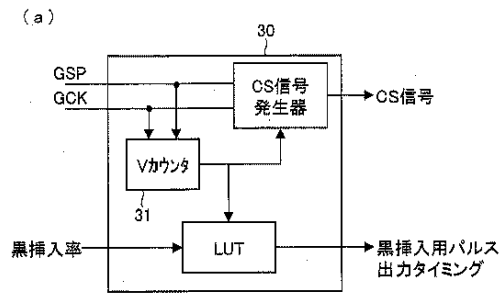 (a)
30
GSP
GCK
CS信号
発生器
CS信号
Vカウンタ
31
黒挿入率
LUT
黒挿入用パルス
出力タイミング